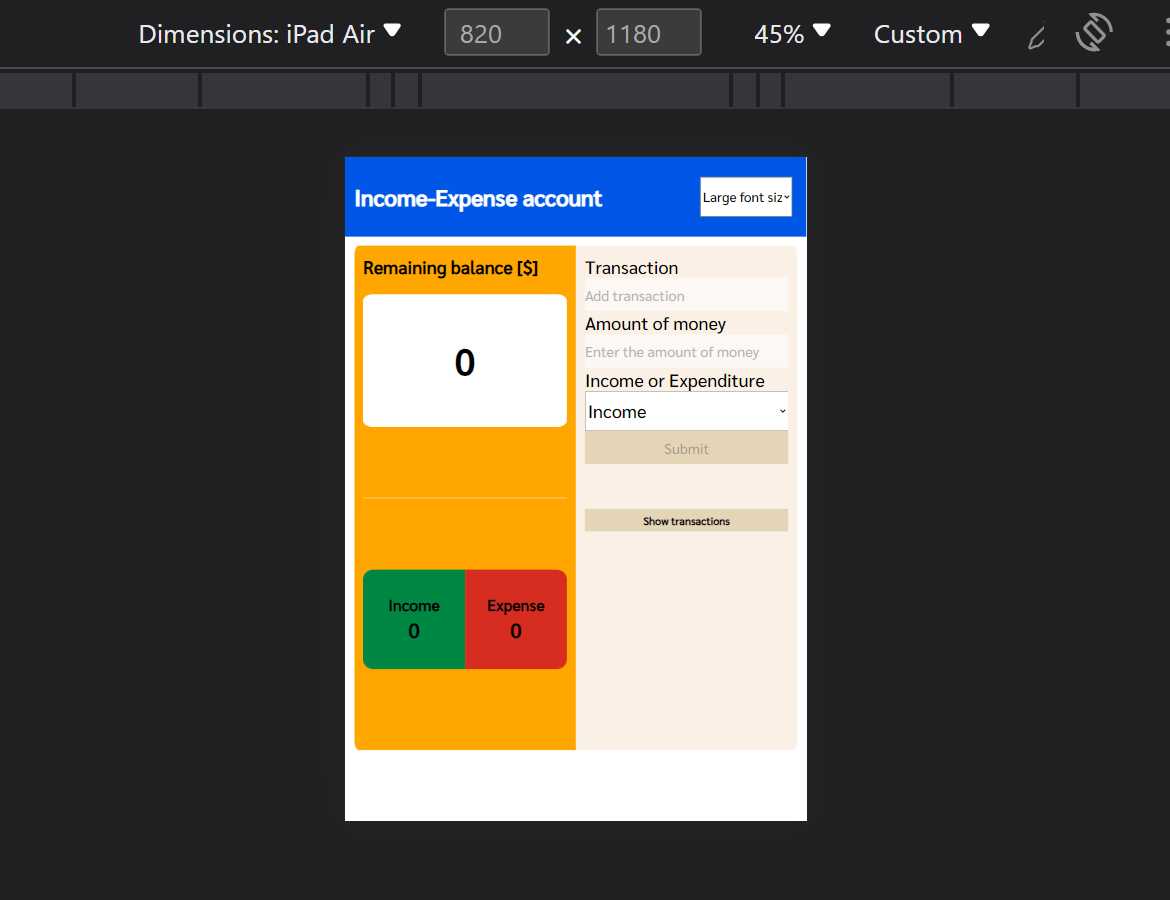 Dimensions: iPad Air 820 × 1180 45% Custom
Income-Expense account
Large font siz
Remaining balance [$]
0
Income
0
Expense
0
Transaction
Add transaction
Amount of money
Enter the amount of money
Income or Expenditure
Income
Submit
Show transactions